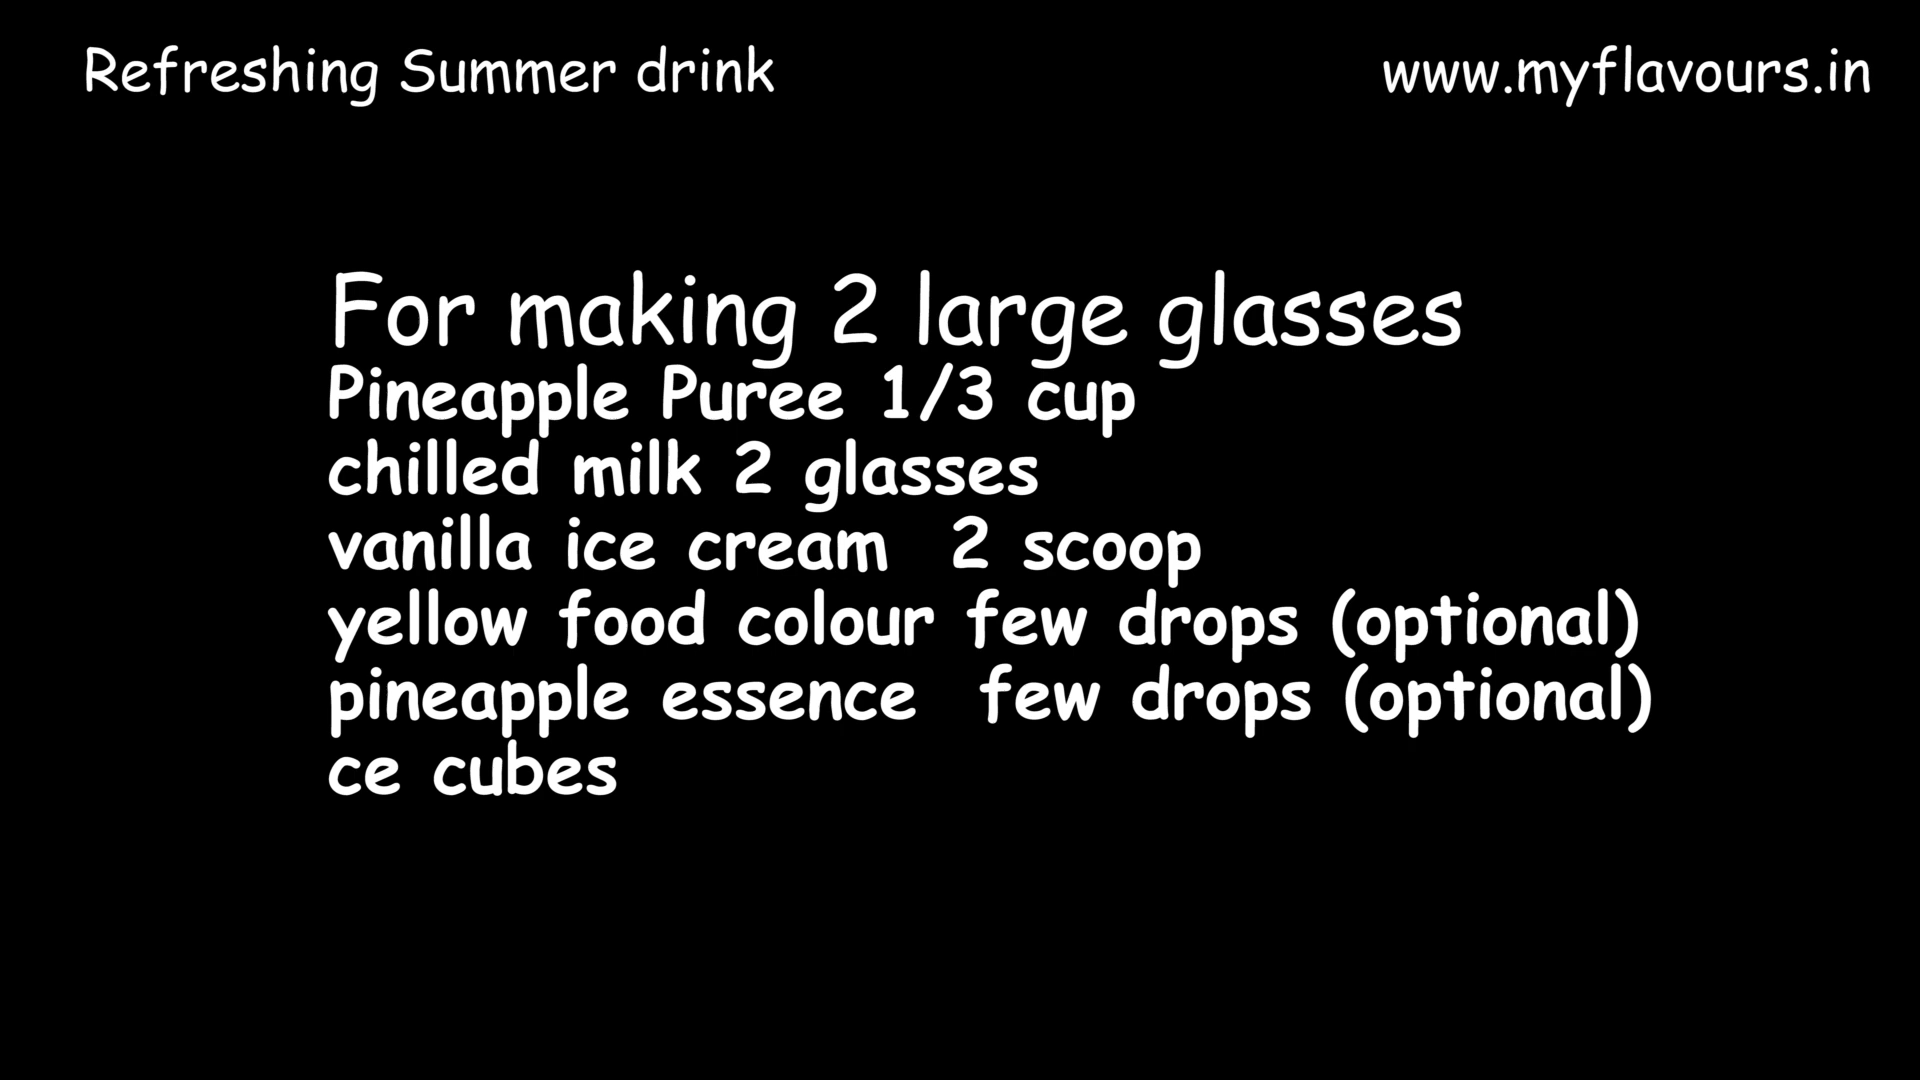 Refreshing Summer drink
www.myflavours.in
For making 2 large glasses
Pineapple Puree 1/3 cup
chilled milk 2 glasses
vanilla ice cream  2 scoop
yellow food colour few drops (optional)
pineapple essence  few drops (optional)
ce cubes